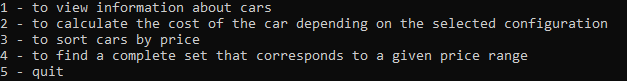 1 - to view information about cars
2 - to calculate the cost of the car depending on the selected configuration
3 - to sort cars by price
4 - to find a complete set that corresponds to a given price range
5 - quit